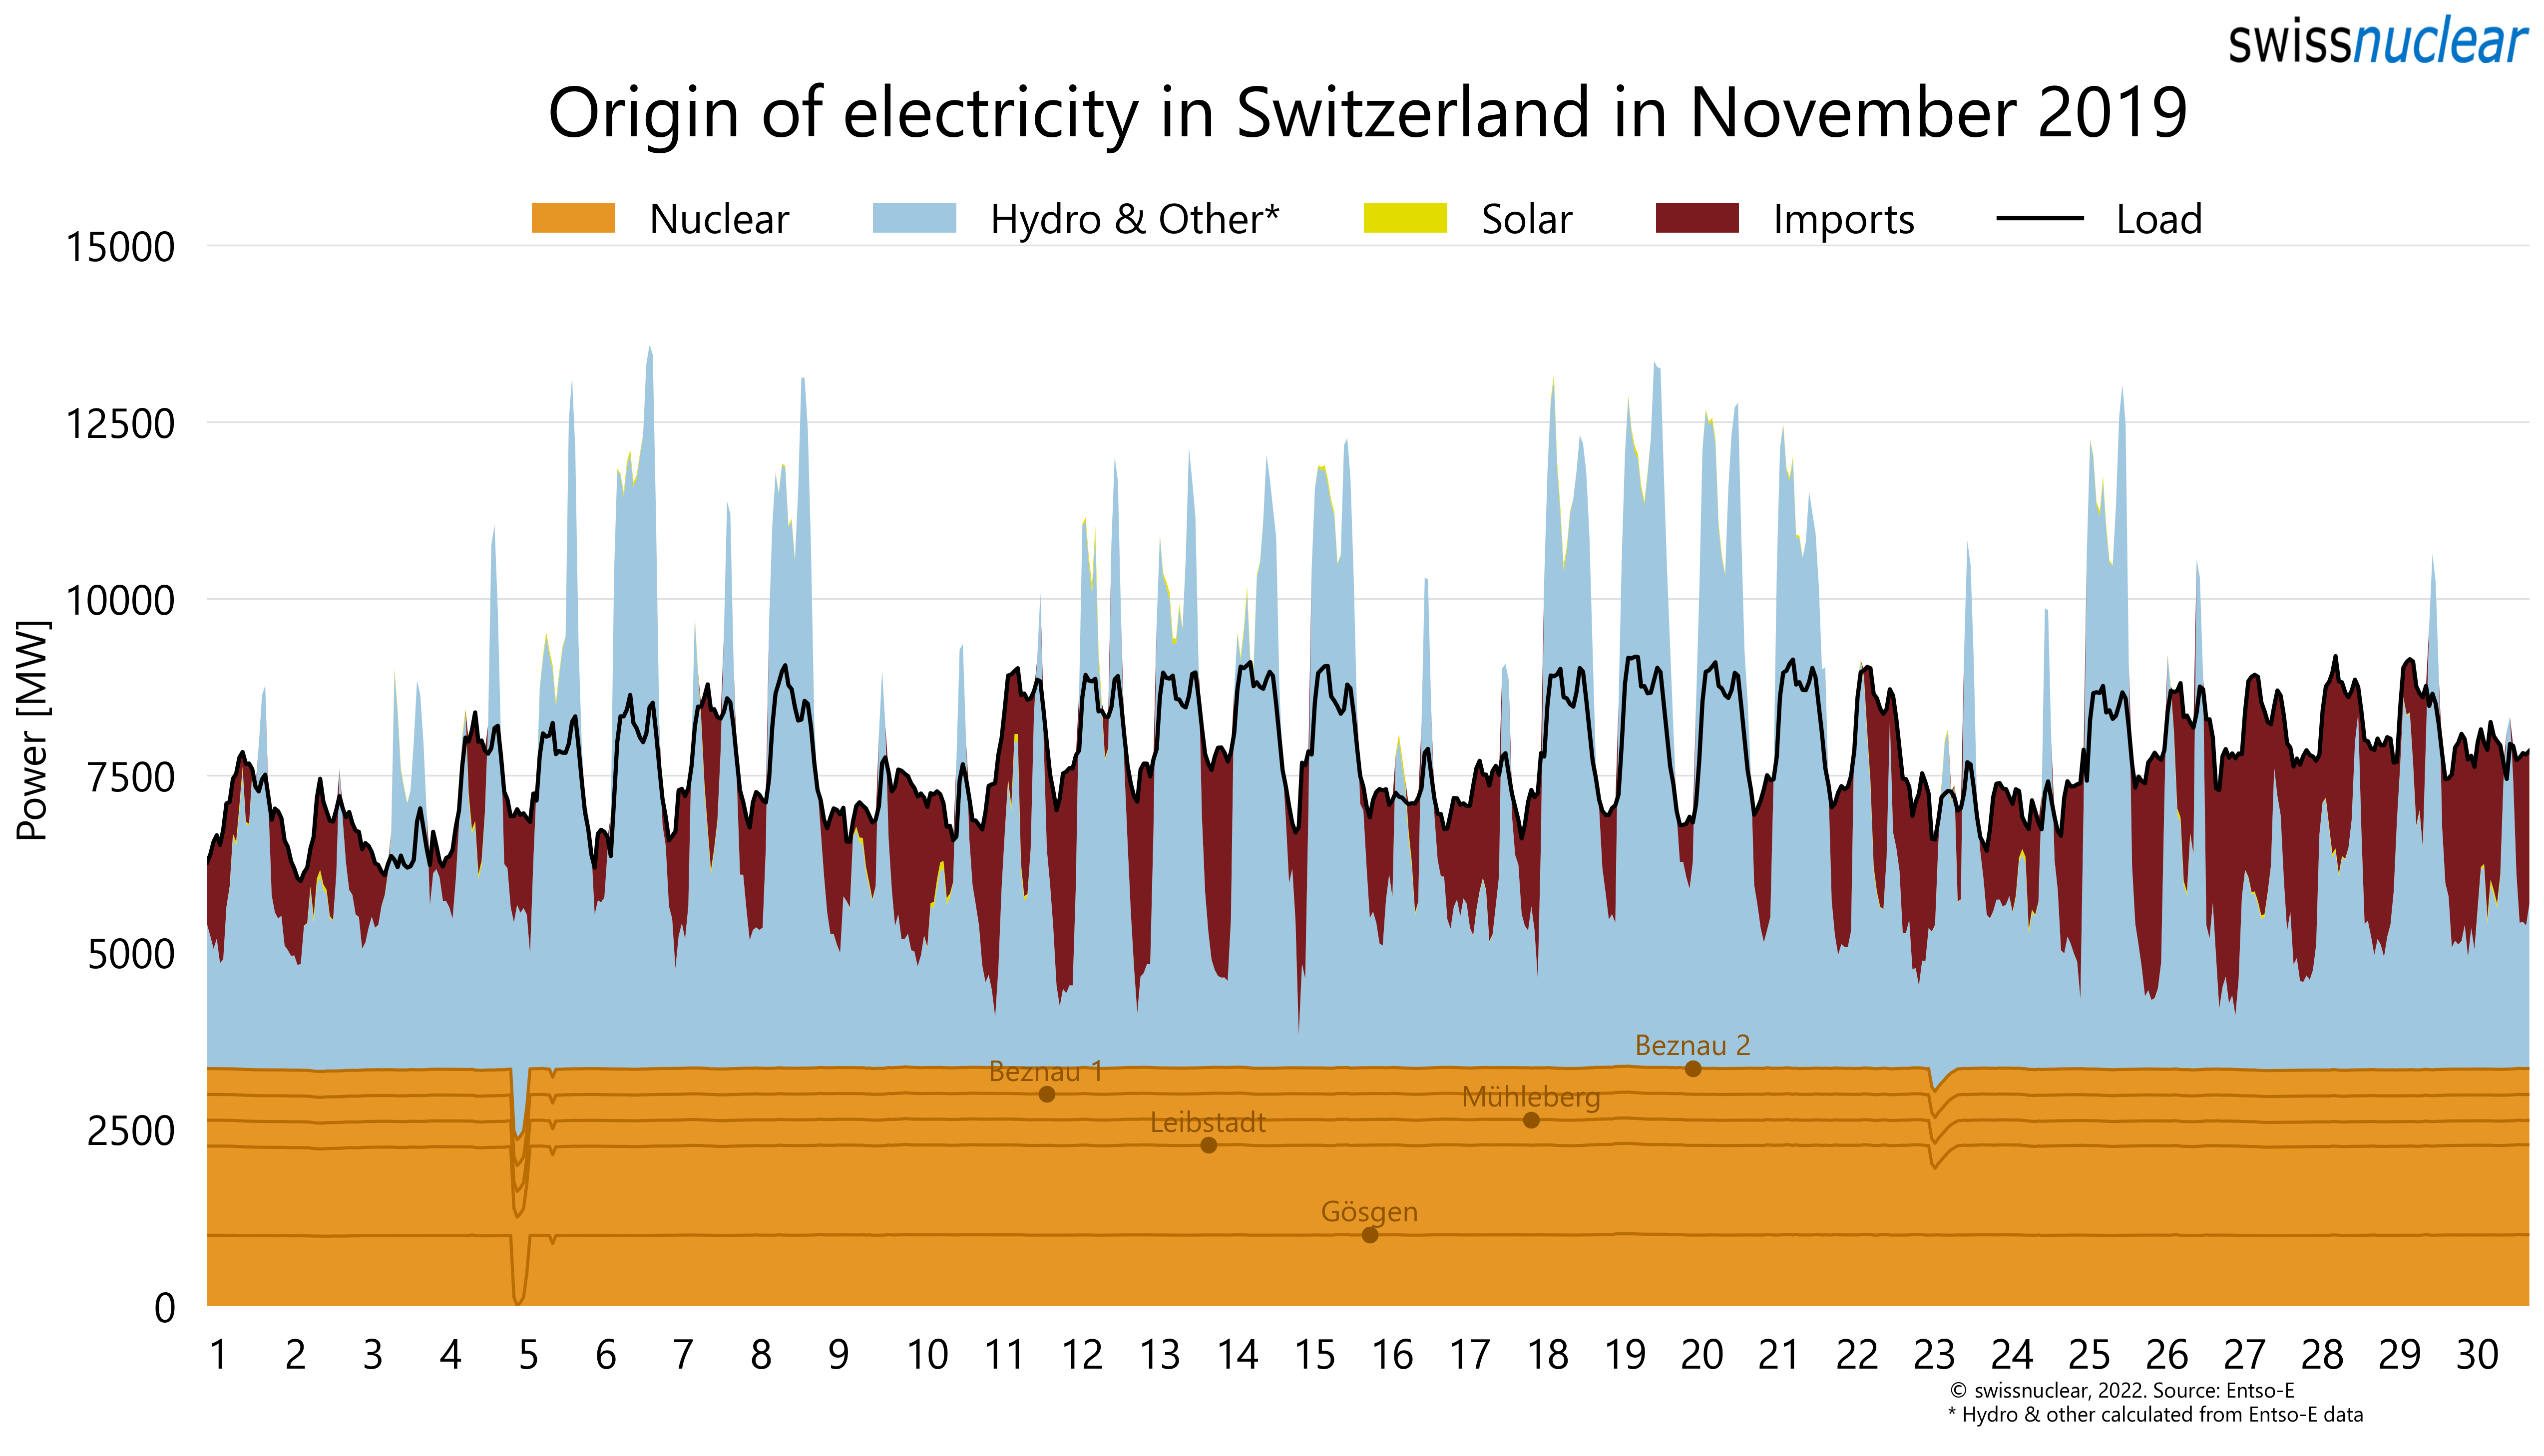 swissnuclear
Origin of electricity in Switzerland in November 2019
Nuclear Hydro & Other* Solar Imports Load
15000
12500
10000
7500
5000
2500
0
Power [MW]
Beznau 2
Beznau 1
Mühleberg
Leibstadt
Gösgen
1 2 3 4 5 6 7 8 9 10 11 12 13 14 15 16 17 18 19 20 21 22 23 24 25 26 27 28 29 30
© swissnuclear, 2022. Source: Entso-E
* Hydro & other calculated from Entso-E data